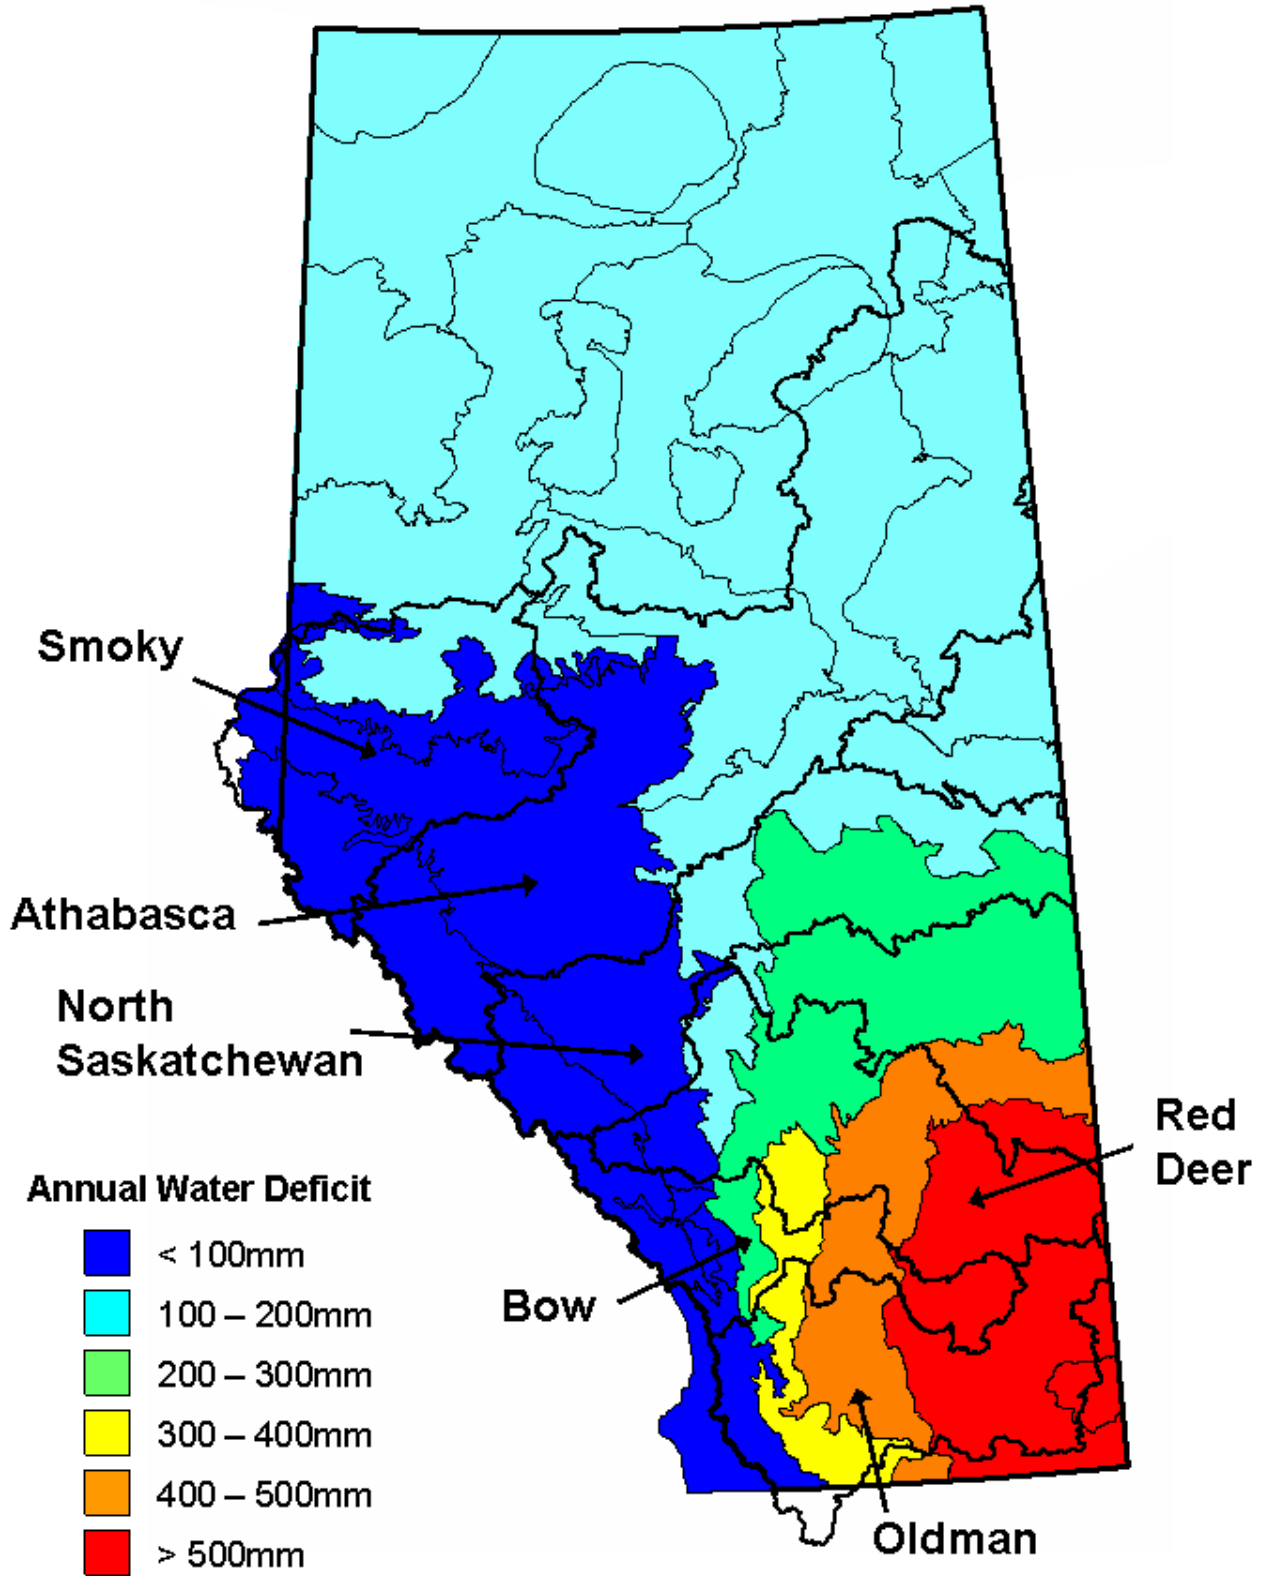 Smoky
Athabasca
North
Saskatchewan
Red
Deer
Annual Water Deficit
< 100mm
100 – 200mm
200 – 300mm
300 – 400mm
400 – 500mm
> 500mm
Bow
Oldman